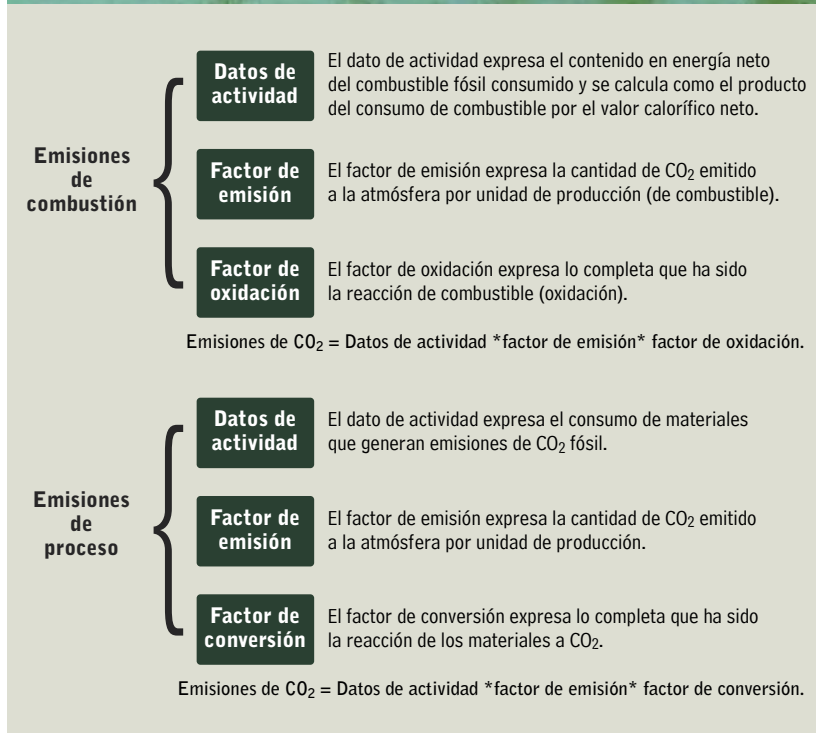 Emisiones
de
combustión
Datos de
actividad
El dato de actividad expresa el contenido en energía neto
del combustible fósil consumido y se calcula como el producto
del consumo de combustible por el valor calorífico neto.
Factor de
emisión
El factor de emisión expresa la cantidad de CO₂ emitido
a la atmósfera por unidad de producción (de combustible).
Factor de
oxidación
El factor de oxidación expresa lo completa que ha sido
la reacción de combustible (oxidación).
Emisiones de CO₂ = Datos de actividad *factor de emisión* factor de oxidación.
Emisiones
de
proceso
Datos de
actividad
El dato de actividad expresa el consumo de materiales
que generan emisiones de CO₂ fósil.
Factor de
emisión
El factor de emisión expresa la cantidad de CO₂ emitido
a la atmósfera por unidad de producción.
Factor de
conversión
El factor de conversión expresa lo completa que ha sido
la reacción de los materiales a CO₂.
Emisiones de CO₂ = Datos de actividad *factor de emisión* factor de conversión.